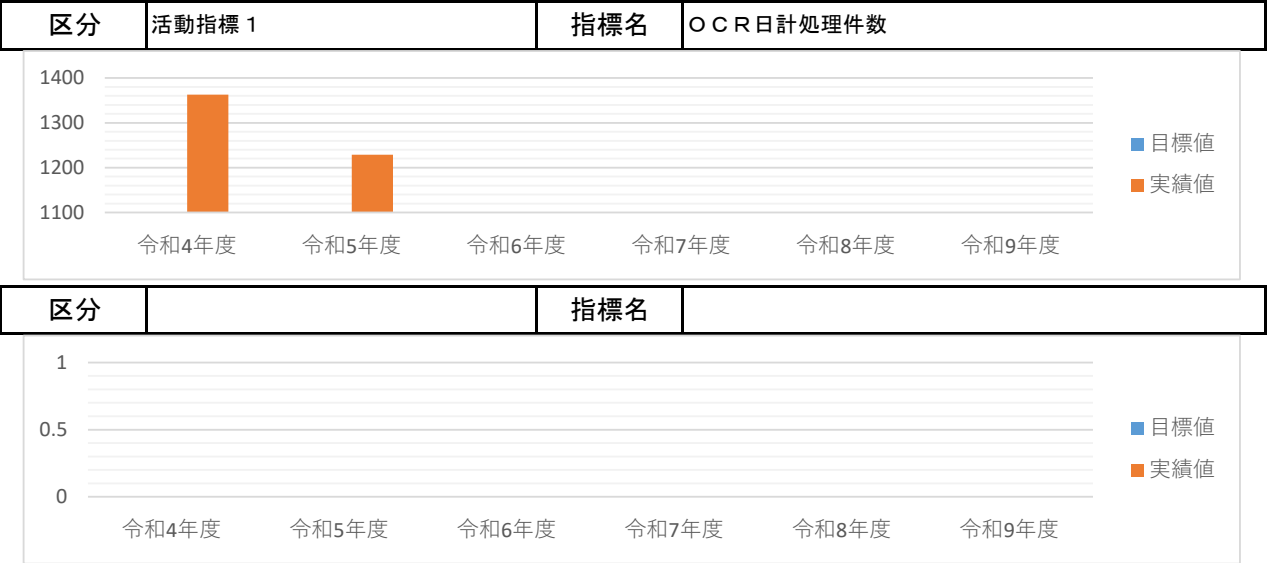 区分 活動指標１ 指標名 ＯＣＲ日計処理件数
1400
1300
1200
1100
令和4年度 令和5年度 令和6年度 令和7年度 令和8年度 令和9年度
目標値
実績値
区分 指標名
1
0.5
0
令和4年度 令和5年度 令和6年度 令和7年度 令和8年度 令和9年度
目標値
実績値